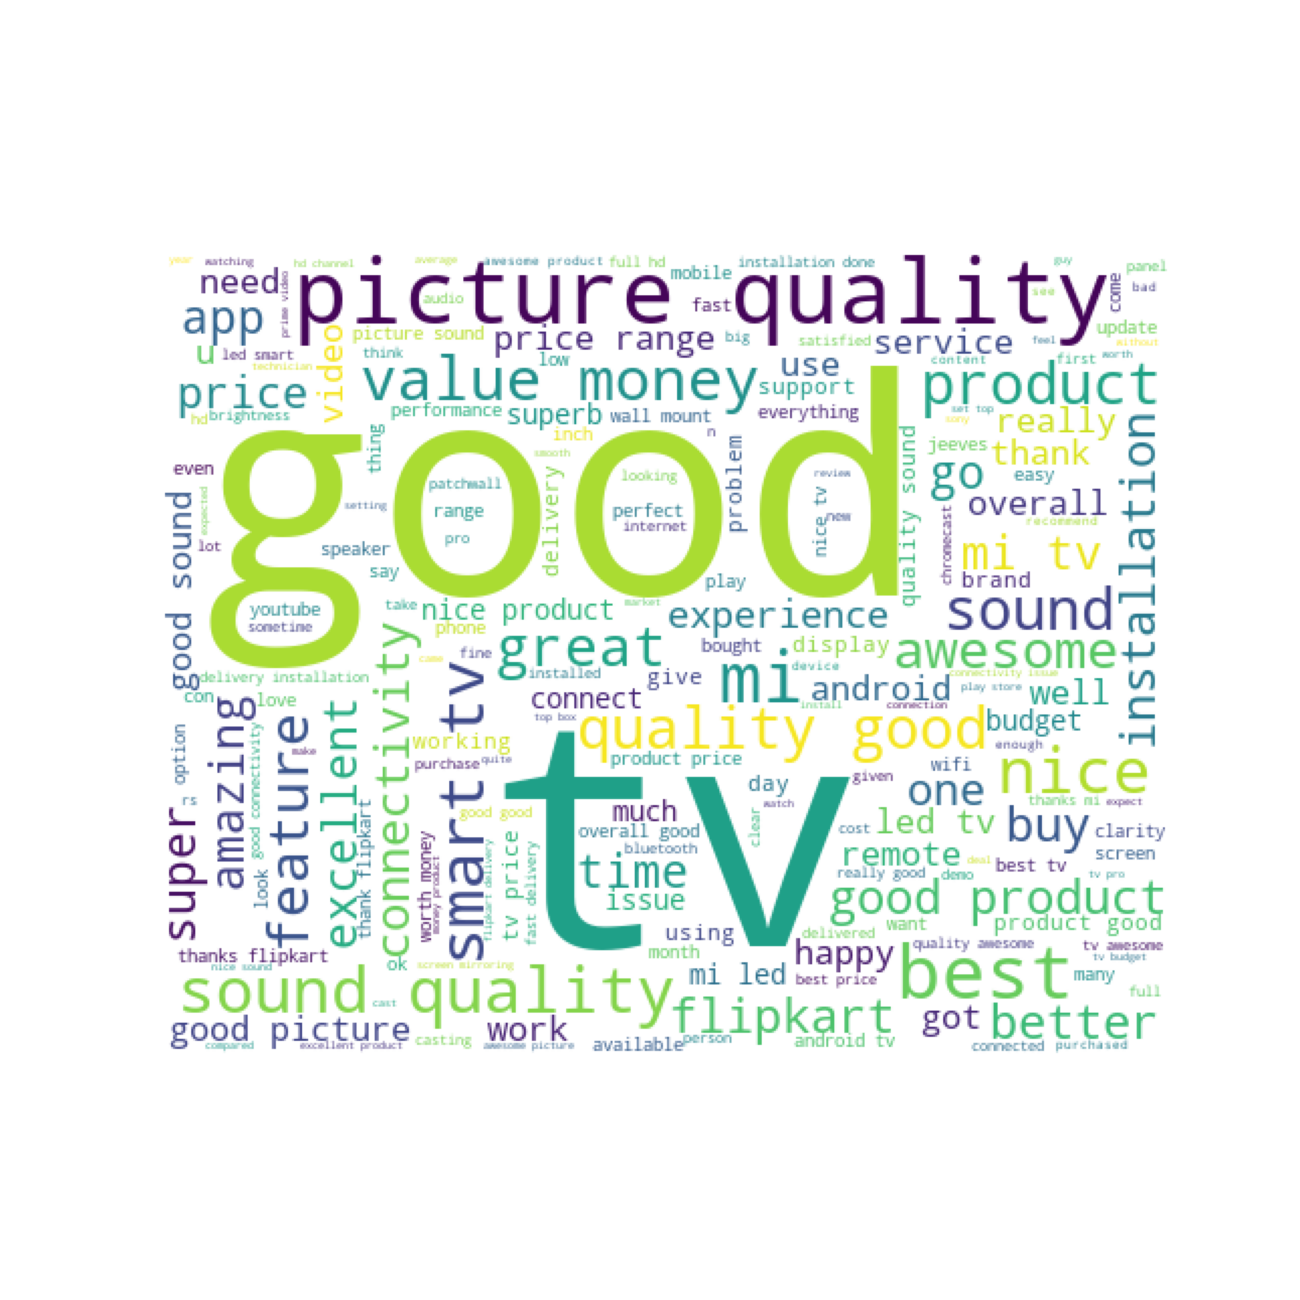 year
watching
hd channel
average
awesome product
full hd
installation done
guy
panel
need
prime video
audio
picture quality
mobile
fast
see
come
bad
app
video
picture sound
price range
big
satisfied
service
feel
update
without
u
led smart
technician
think
low
use
content
first
worth
price
value money
support
product
hd
brightness
performance
superb
wall mount
everything
set top
sony
really
thing
inch
n
good
problem
quality sound
jeeves
thank
even
smooth
looking
review
go
easy
patchwall
expected
setting
range
perfect
nice tv
new
overall
installation
good sound
lot
pro
internet
delivery
chromecast
recommend
speaker
mi tv
say
play
brand
youtube
take
nice product
market
experience
sound
sometime
connectivity
phone
great
bought
display
awesome
came
fine
delivery installation
installed
give
mi
device
connectivity issue
con
love
smart tv
connect
android
play store
well
amazing
feature
excellent
top box
install
connection
budget
option
good connectivity
make
working
quality good
enough
purchase
quite
product price
wifi
nice
rs
tv
day
given
one
thanks mi
expect
super
look
thank flipkart
good good
much
watch
clear
cost
led tv
buy
clarity
worth money
money product
flipkart delivery
tv price
fast delivery
overall good
bluetooth
remote
screen
time
really good
demo
deal
best tv
tv pro
issue
good product
using
delivered
want
product good
thanks flipkart
month
happy
quality awesome
tv awesome
nice sound
ok
screen mirroring
mi led
best price
best
tv budget
many
sound quality
cast
full
good picture
work
flipkart
got
better
compared
excellent product
casting
awesome picture
available
person
android tv
connected
purchased